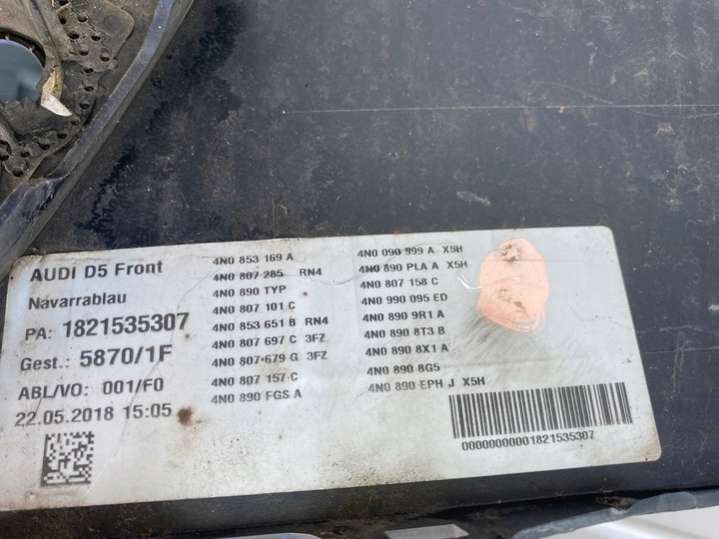 AUDI D5 Front
Navarrablau
PA: 1821535307
Gest.: 5870/1F
ABL/VO: 001/F0
22.05.2018 15:05
4N0 853 169 A
4N0 807 285 RN4
4N0 890 TYP
4N0 807 101 C
4N0 853 651 B RN4
4N0 807 697 C 3FZ
4N0 807 679 G 3FZ
4N0 807 157 C
4N0 890 FGS A
4N0 090 999 A X5H
4N0 890 PLA A X5H
4N0 807 158 C
4N0 990 095 ED
4N0 890 9R1 A
4N0 890 8T3 B
4N0 890 8X1 A
4N0 890 8G5
4N0 890 EPH J X5H
00000000001821535307